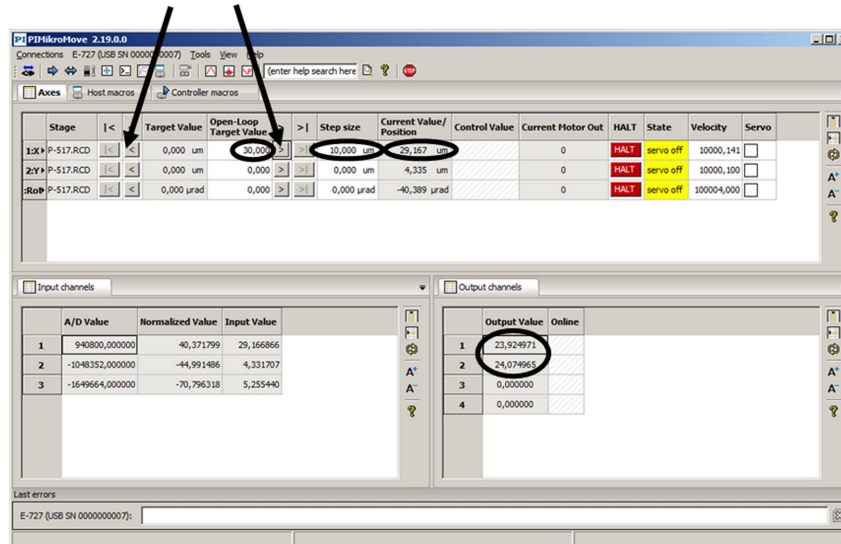 PI PIMikroMove 2.19.0.0
Connections E-727 (USB SN 0000000007) Tools View Help
(enter help search here
Axes Host macros Controller macros
Stage |< < Target Value Open-Loop Target Value > >| Step size Current Value/ Position Control Value Current Motor Out HALT State Velocity Servo
1:X P-517.RCD |< < 0,000 um 30,000 > >| 10,000 um 29,167 um 0 HALT servo off 10000,141
2:Y P-517.RCD |< < 0,000 um 0,000 > >| 0,000 um 4,335 um 0 HALT servo off 10000,100
P-517.RCD |< < 0,000 µrad 0,000 > >| 0,000 µrad -40,389 µrad 0 HALT servo off 100004,000
Input channels
A/D Value Normalized Value Input Value
1 940800,000000 40,371799 29,166866
2 -1048352,000000 -44,991486 4,331707
3 -1649664,000000 -70,796318 5,255440
Output channels
Output Value Online
1 23,924971
2 24,074965
3 0,000000
4 0,000000
A+
A-
Last errors
E-727 (USB SN 0000000007):